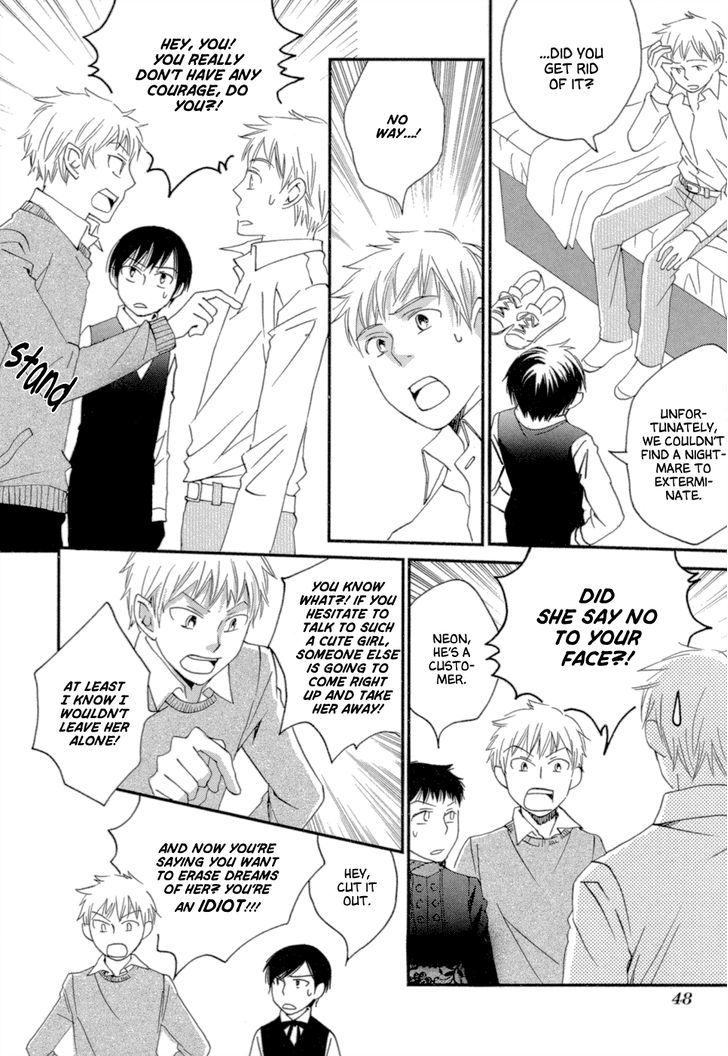 ...DID YOU
GET RID
OF IT?
UNFOR-
TUNATELY,
WE COULDN'T
FIND A NIGHT-
MARE TO
EXTERMI-
NATE.
NO
WAY...!
HEY, YOU!
YOU REALLY
DON'T HAVE ANY
COURAGE, DO
YOU?!
stand
DID
SHE SAY NO
TO YOUR
FACE?!
NEON,
HE'S A
CUSTO-
MER.
YOU KNOW
WHAT?! IF YOU
HESITATE TO
TALK TO SUCH
A CUTE GIRL,
SOMEONE ELSE
IS GOING TO
COME RIGHT
UP AND TAKE
HER AWAY!
AT LEAST
I KNOW I
WOULDN'T
LEAVE HER
ALONE!
HEY,
CUT IT
OUT.
AND NOW YOU'RE
SAYING YOU WANT
TO ERASE DREAMS
OF HER? YOU'RE
AN IDIOT!!!
48